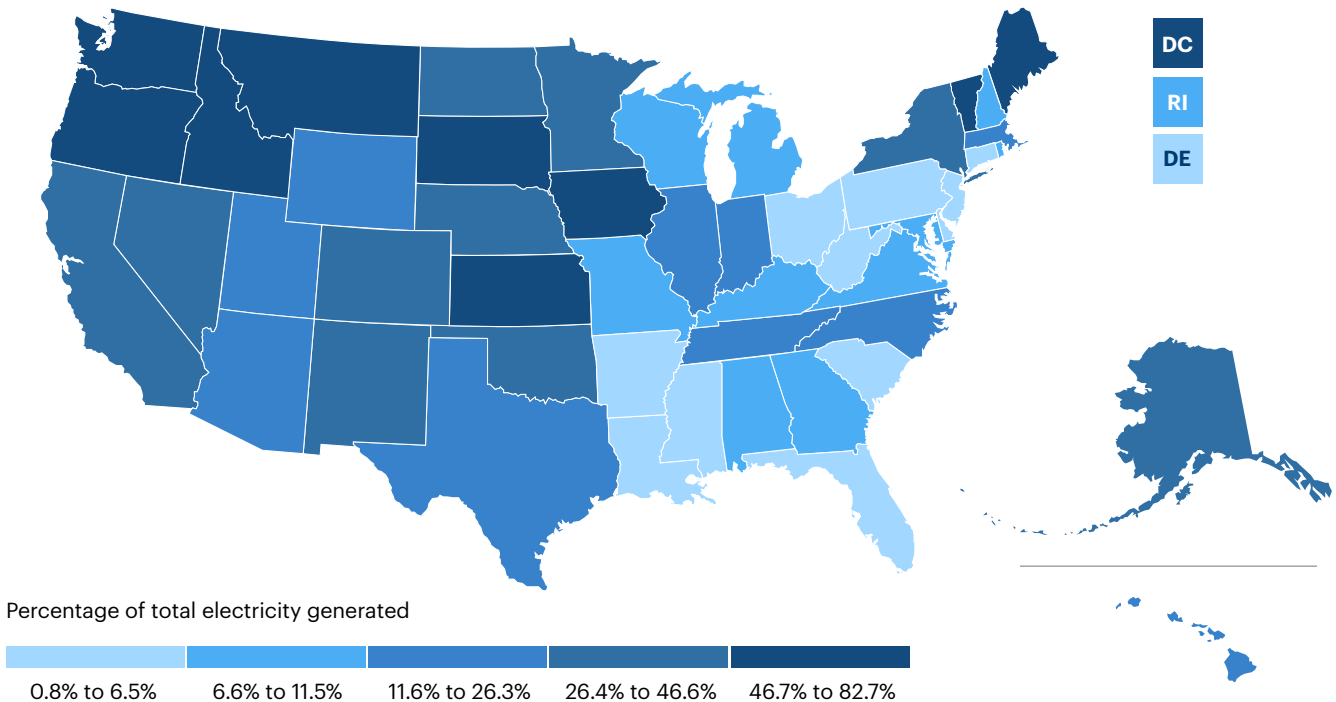 DC
RI
DE
Percentage of total electricity generated
0.8% to 6.5%
6.6% to 11.5%
11.6% to 26.3%
26.4% to 46.6%
46.7% to 82.7%